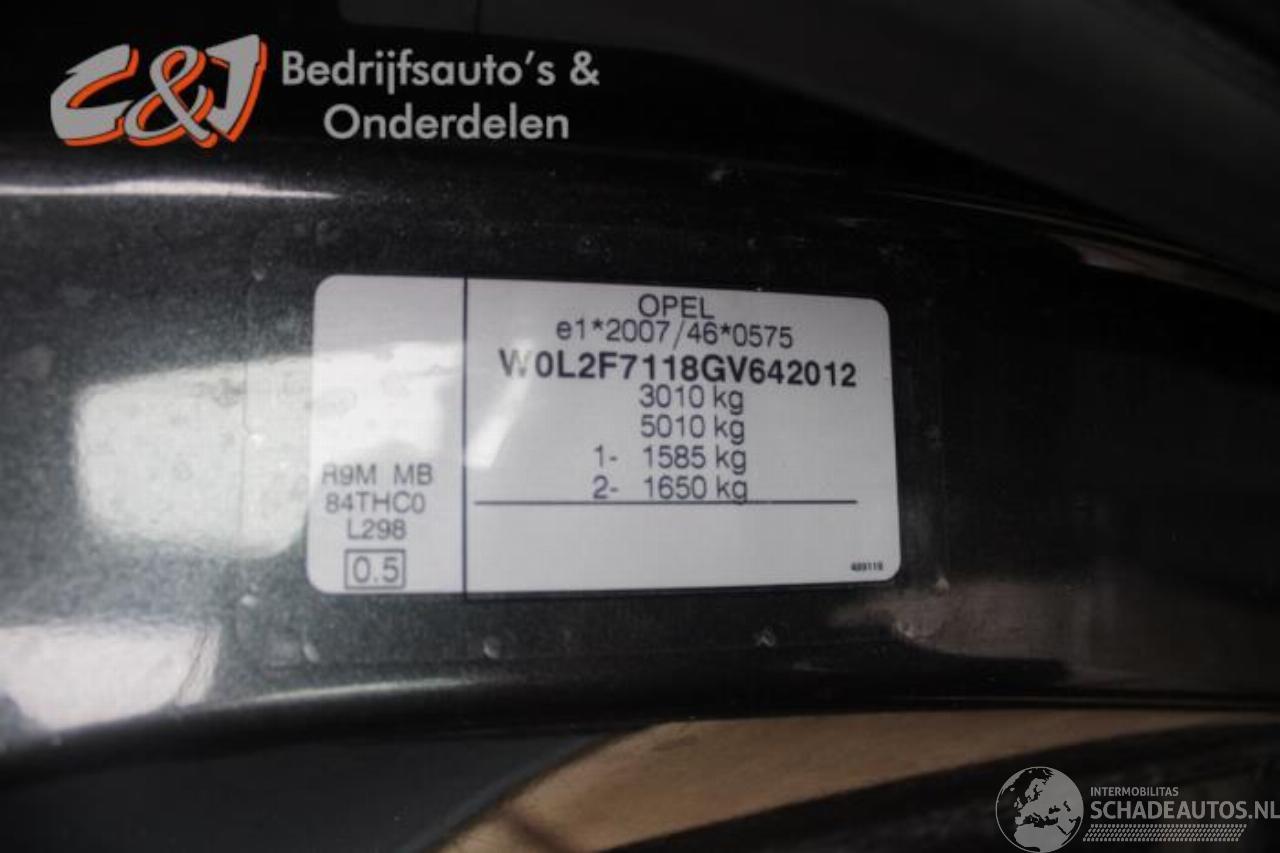 C&J Bedrijfsauto's &
Onderdelen
OPEL
e1*2007/46*0575
W0L2F7118GV642012
3010 kg
5010 kg
1- 1585 kg
2- 1650 kg
R9M MB
84THC0
L298
0.5
INTERMOBILITAS
SCHADEAUTOS.NL